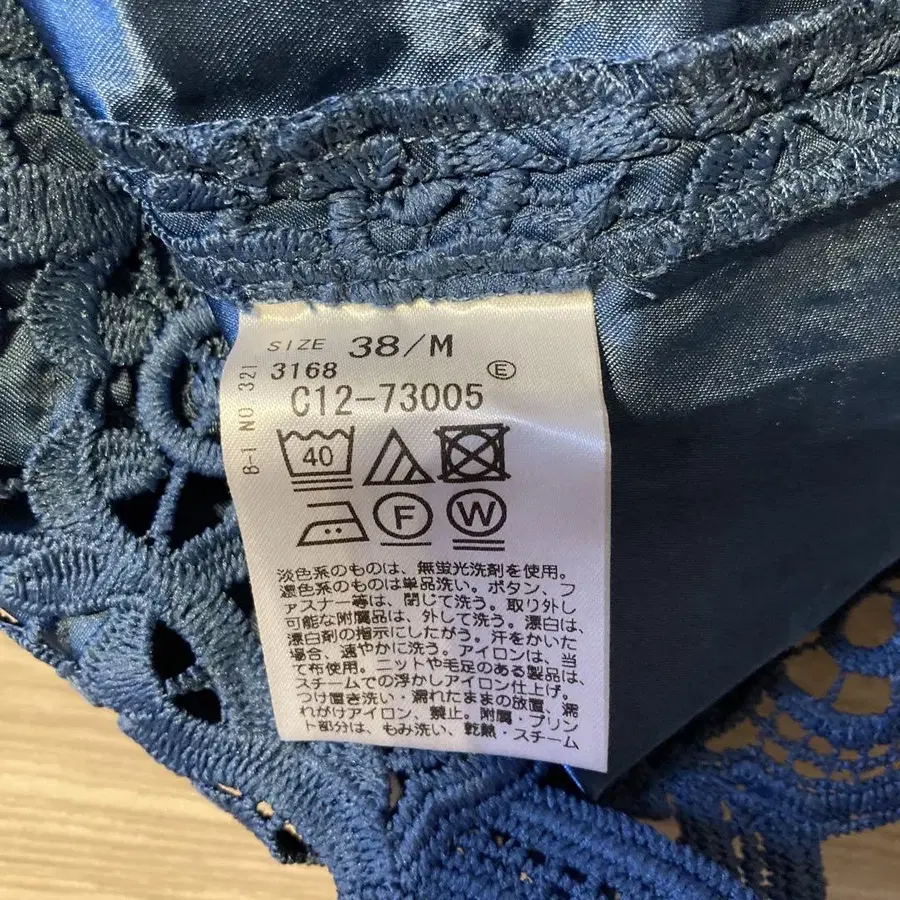 SIZE 38/M
3168 Ⓔ
C12-73005
B-1 NO.321
40
F W
淡色系のものは、無蛍光洗剤を使用。
濃色系のものは単品洗い。ボタン、フ
ァスナー等は、閉じて洗う。取り外し
可能な附属品は、外して洗う。漂白は、
漂白剤の指示にしたがう。汗をかいた
場合、速やかに洗う。アイロンは、当
て布使用。ニットや毛足のある製品は、
スチームでの浮かしアイロン仕上げ。
つけ置き洗い・濡れたままの放置、濡
れがけアイロン、禁止。附属・プリン
ト部分は、もみ洗い、乾熱・スチーム